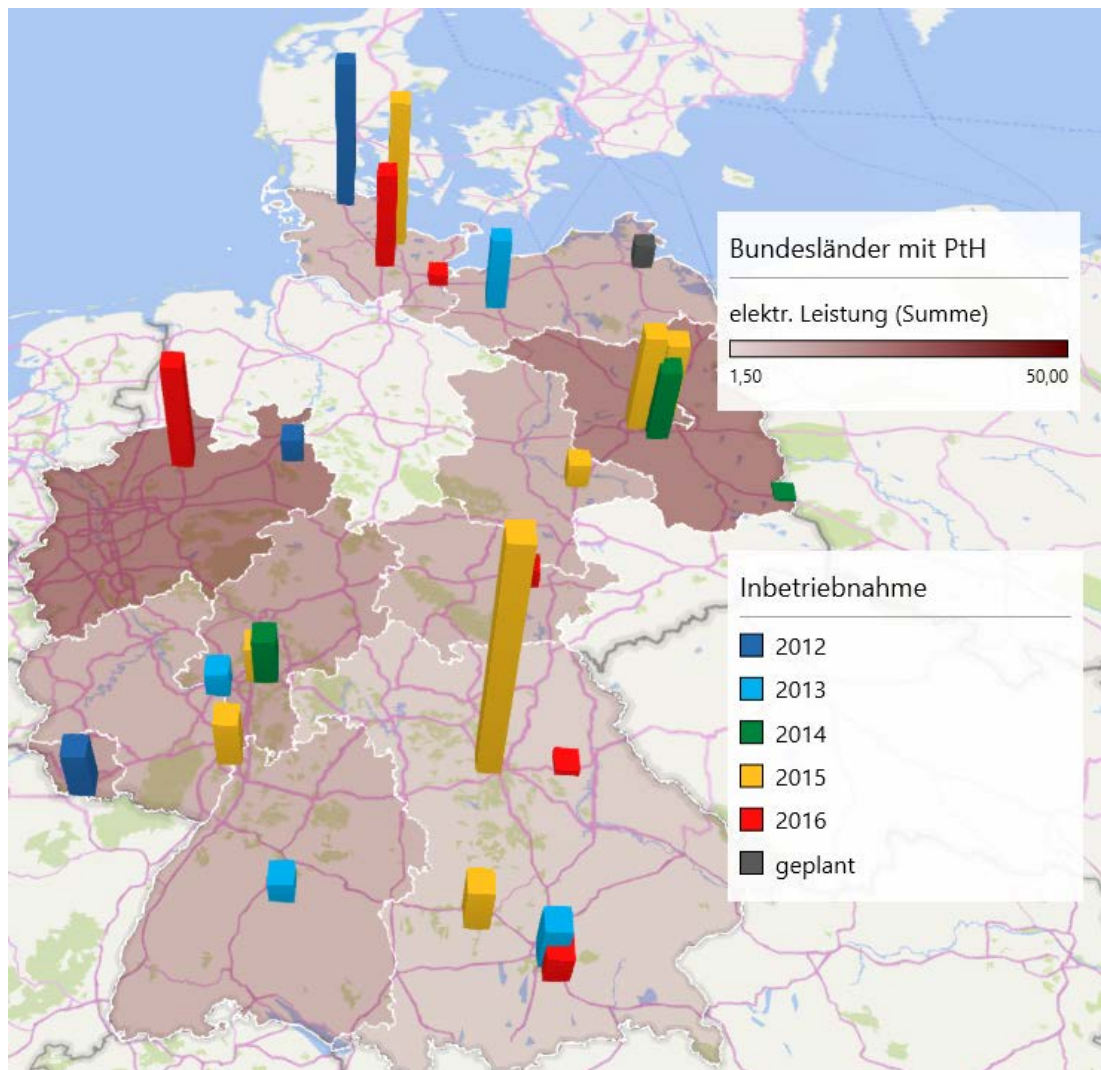 Bundesländer mit PtH
elektr. Leistung (Summe)
1,50 50,00
Inbetriebnahme
2012
2013
2014
2015
2016
geplant